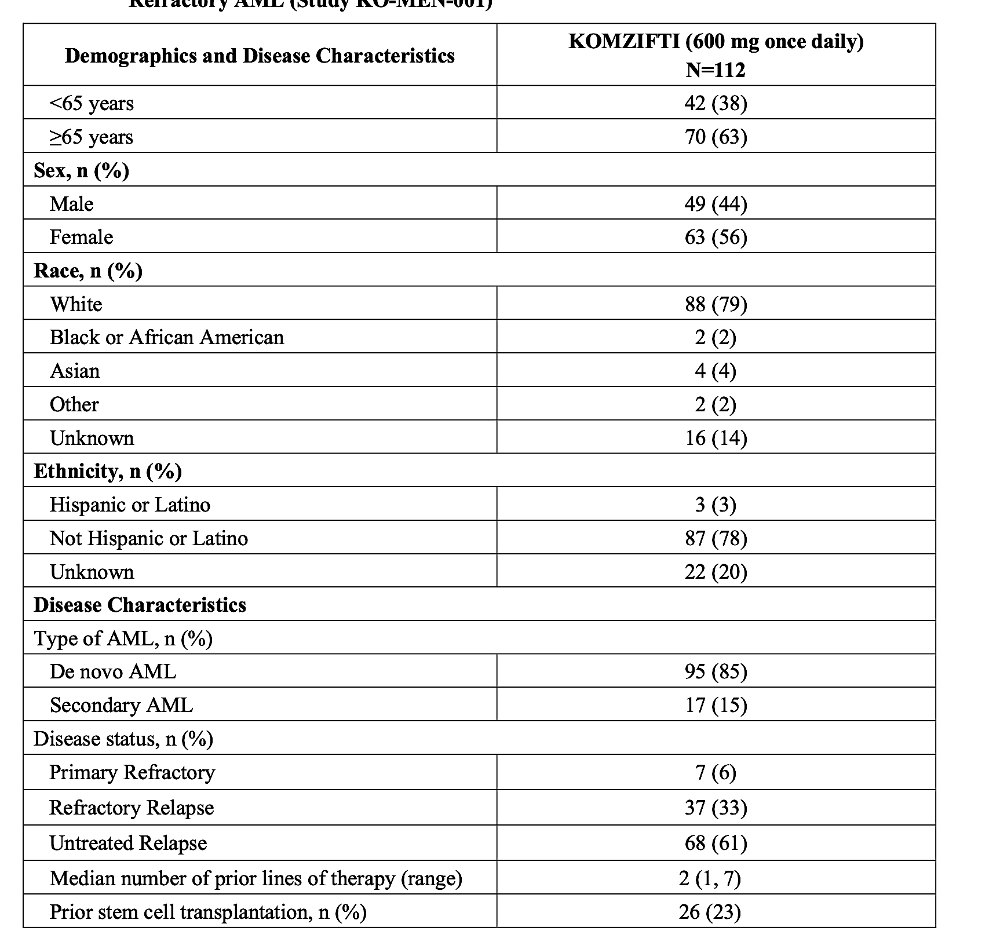 Refractory AML (Study KO-MEN-001)
Demographics and Disease Characteristics
KOMZIFTI (600 mg once daily)
N=112
<65 years 42 (38)
≥65 years 70 (63)
Sex, n (%)
Male 49 (44)
Female 63 (56)
Race, n (%)
White 88 (79)
Black or African American 2 (2)
Asian 4 (4)
Other 2 (2)
Unknown 16 (14)
Ethnicity, n (%)
Hispanic or Latino 3 (3)
Not Hispanic or Latino 87 (78)
Unknown 22 (20)
Disease Characteristics
Type of AML, n (%)
De novo AML 95 (85)
Secondary AML 17 (15)
Disease status, n (%)
Primary Refractory 7 (6)
Refractory Relapse 37 (33)
Untreated Relapse 68 (61)
Median number of prior lines of therapy (range) 2 (1, 7)
Prior stem cell transplantation, n (%) 26 (23)